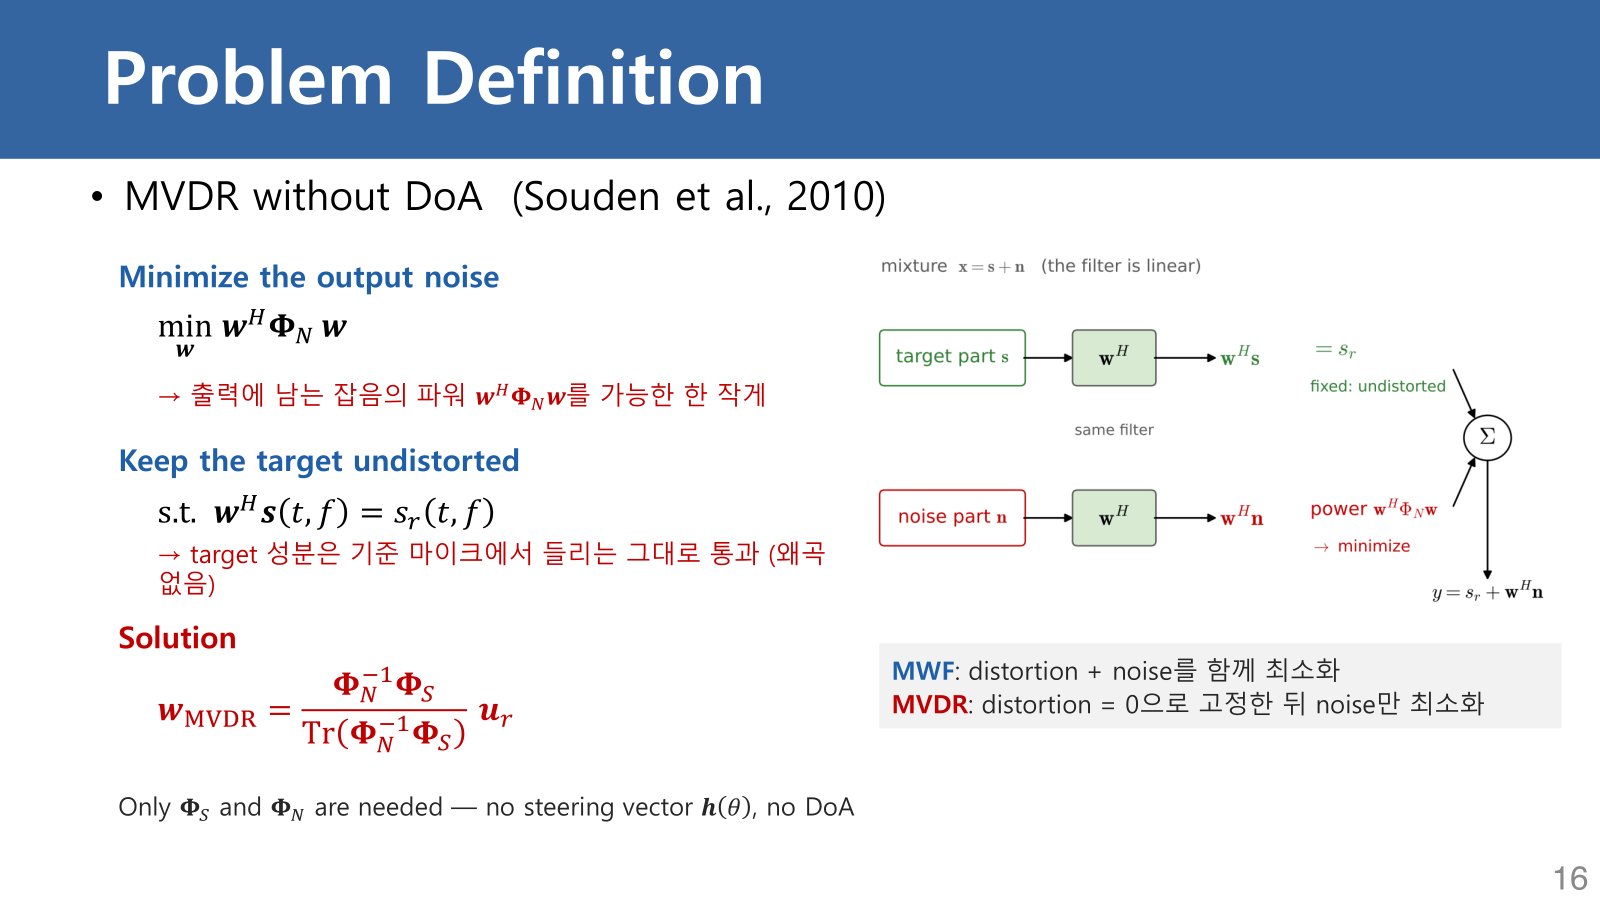 Problem Definition
• MVDR without DoA (Souden et al., 2010)
Minimize the output noise
min w^H Φ_N w
w
→ 출력에 남는 잡음의 파워 w^HΦ_Nw를 가능한 한 작게
Keep the target undistorted
s.t. w^H s(t, f) = s_r(t, f)
→ target 성분은 기준 마이크에서 들리는 그대로 통과 (왜곡
없음)
Solution
w_MVDR = Φ_N^{-1}Φ_S / Tr(Φ_N^{-1}Φ_S) u_r
Only Φ_S and Φ_N are needed — no steering vector h(θ), no DoA
mixture x = s + n (the filter is linear)
target part s
w^H
w^H s
= s_r
fixed: undistorted
same filter
Σ
noise part n
w^H
w^H n
power w^HΦ_Nw
→ minimize
y = s_r + w^H n
MWF: distortion + noise를 함께 최소화
MVDR: distortion = 0으로 고정한 뒤 noise만 최소화
16